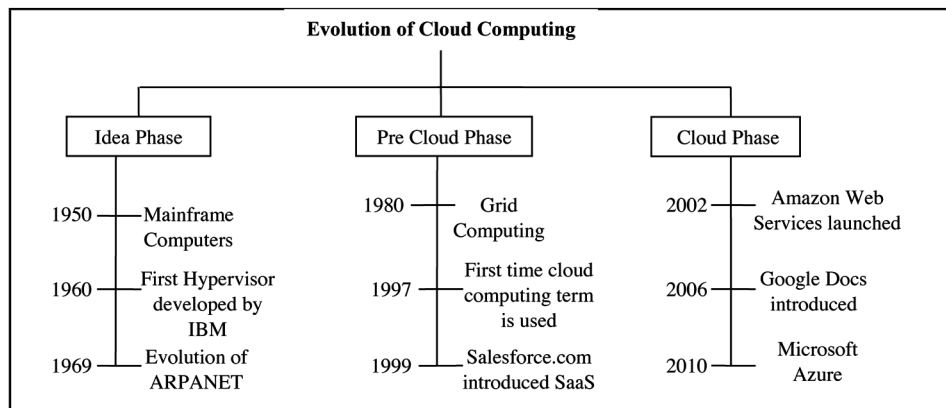 Evolution of Cloud Computing
Idea Phase
1950
Mainframe
Computers
1960
First Hypervisor
developed by
IBM
1969
Evolution of
ARPANET
Pre Cloud Phase
1980
Grid
Computing
1997
First time cloud
computing term
is used
1999
Salesforce.com
introduced SaaS
Cloud Phase
2002
Amazon Web
Services launched
2006
Google Docs
introduced
2010
Microsoft
Azure